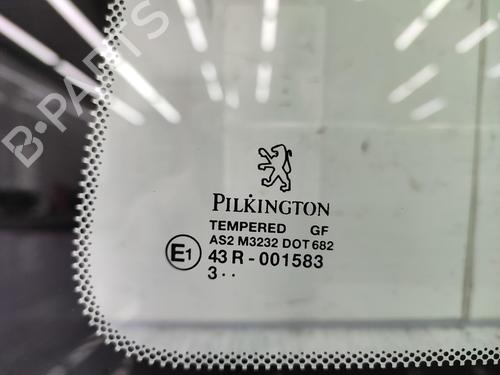 B-PARTS
PILKINGTON
TEMPERED GF
AS2 M3232 DOT 682
E1 43 R - 001583
3··